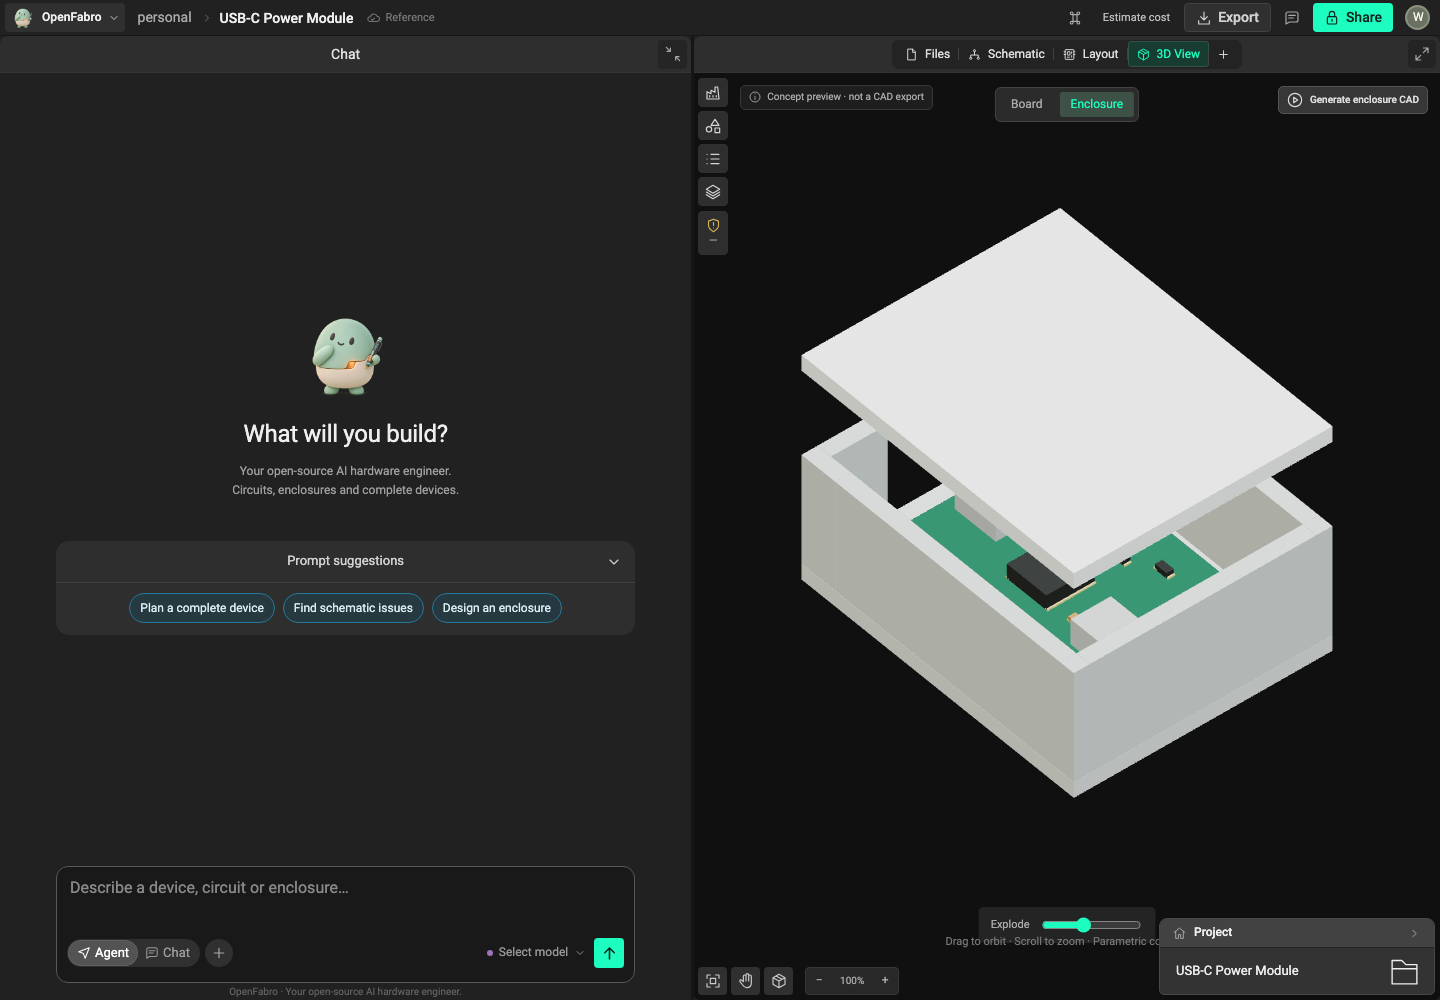 OpenFabro
personal
USB-C Power Module
Reference
Estimate cost
Export
Share
W
Chat
Files
Schematic
Layout
3D View
Concept preview · not a CAD export
Board
Enclosure
Generate enclosure CAD
What will you build?
Your open-source AI hardware engineer.
Circuits, enclosures and complete devices.
Prompt suggestions
Plan a complete device
Find schematic issues
Design an enclosure
Describe a device, circuit or enclosure...
Agent
Chat
Select model
OpenFabro · Your open-source AI hardware engineer.
Explode
Drag to orbit · Scroll to zoom · Parametric
100%
Project
USB-C Power Module